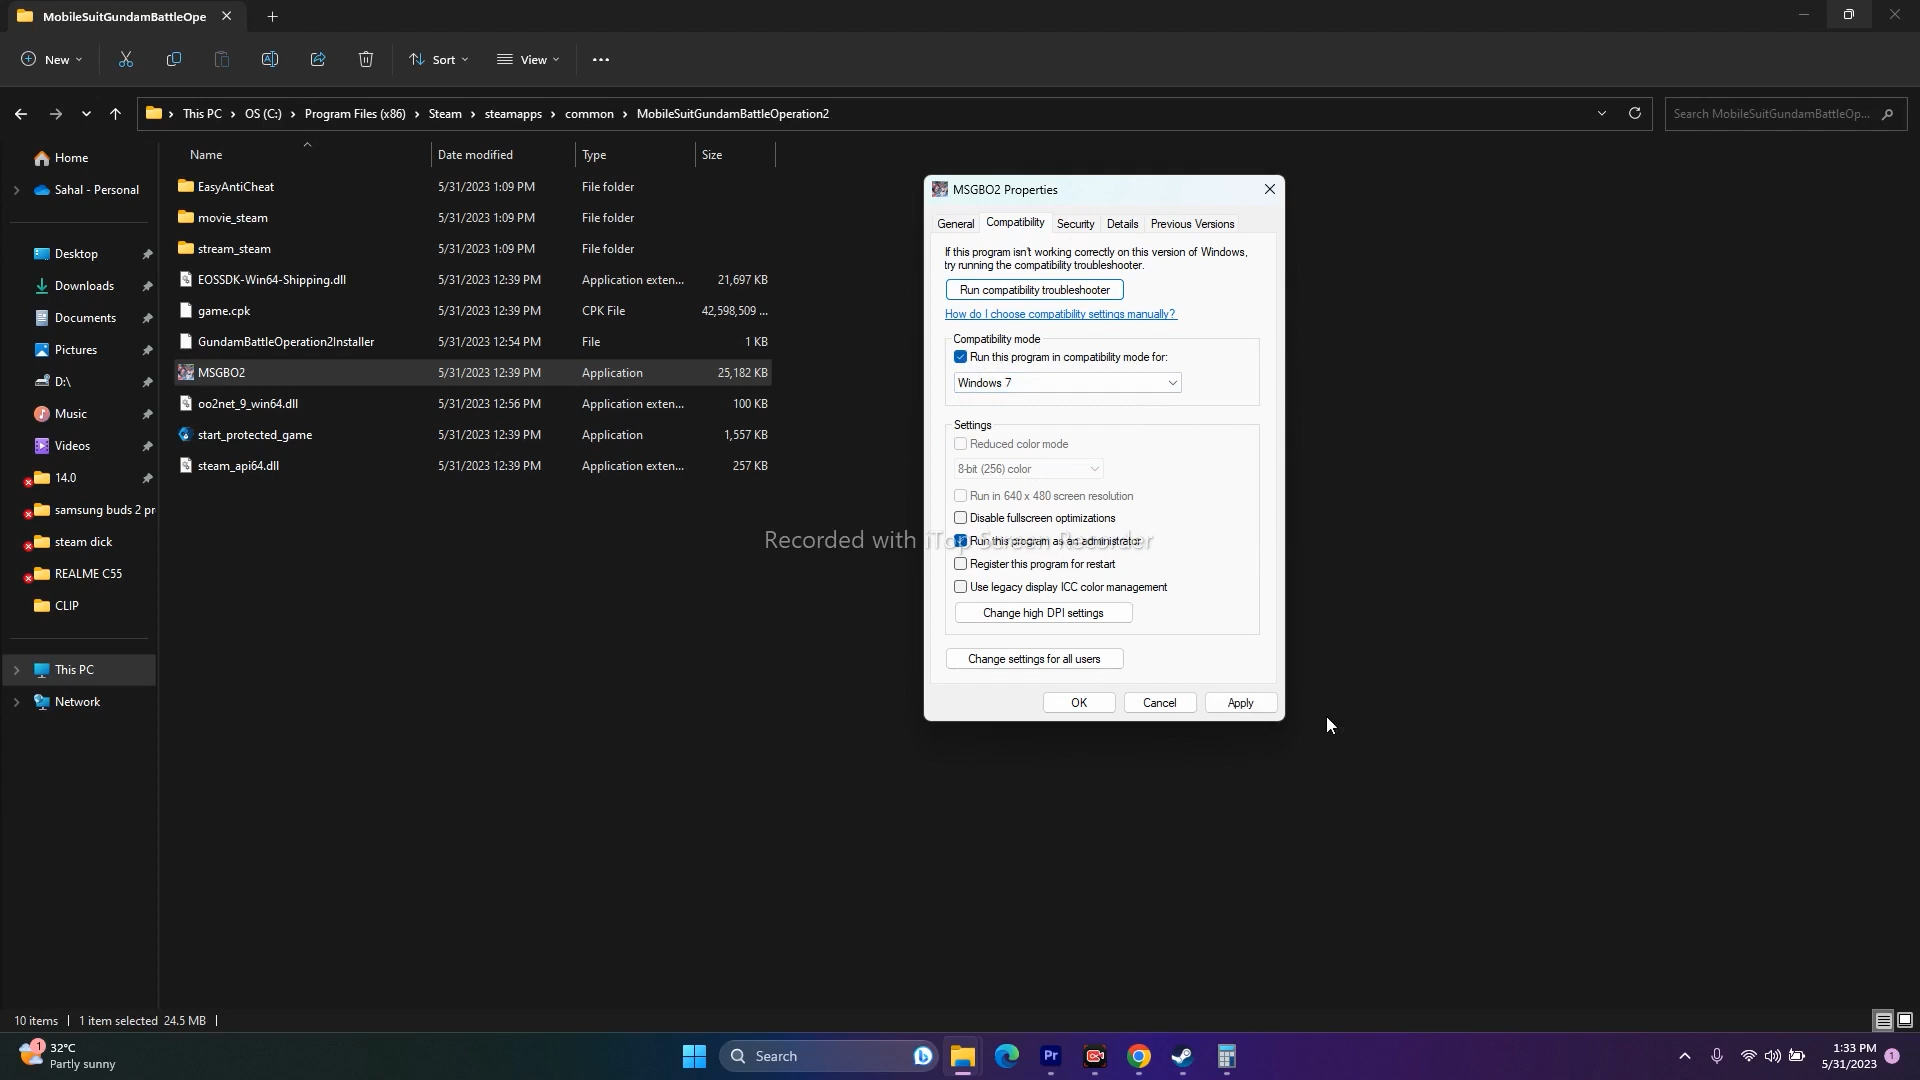 MobileSuitGundamBattleOpe
New
Sort
View
This PC > OS (C:) > Program Files (x86) > Steam > steamapps > common > MobileSuitGundamBattleOperation2
Search MobileSuitGundamBattleOp...
Name Date modified Type Size
EasyAntiCheat 5/31/2023 1:09 PM File folder
movie_steam 5/31/2023 1:09 PM File folder
stream_steam 5/31/2023 1:09 PM File folder
EOSSDK-Win64-Shipping.dll 5/31/2023 12:39 PM Application exten... 21,697 KB
game.cpk 5/31/2023 12:39 PM CPK File 42,598,509 ...
GundamBattleOperation2Installer 5/31/2023 12:54 PM File 1 KB
MSGBO2 5/31/2023 12:39 PM Application 25,182 KB
oo2net_9_win64.dll 5/31/2023 12:56 PM Application exten... 100 KB
start_protected_game 5/31/2023 12:39 PM Application 1,557 KB
steam_api64.dll 5/31/2023 12:39 PM Application exten... 257 KB
Home
Sahal - Personal
Desktop
Downloads
Documents
Pictures
D:\
Music
Videos
14.0
samsung buds 2 pr
steam dick
REALME C55
CLIP
This PC
Network
MSGBO2 Properties
General Compatibility Security Details Previous Versions
If this program isn't working correctly on this version of Windows,
try running the compatibility troubleshooter.
Run compatibility troubleshooter
How do I choose compatibility settings manually?
Compatibility mode
Run this program in compatibility mode for:
Windows 7
Settings
Reduced color mode
8-bit (256) color
Run in 640 x 480 screen resolution
Disable fullscreen optimizations
Run this program as an administrator
Register this program for restart
Use legacy display ICC color management
Change high DPI settings
Change settings for all users
OK Cancel Apply
Recorded with iTop Screen Recorder
10 items 1 item selected 24.5 MB
1 32°C
Partly sunny
Search
Pr
1:33 PM
5/31/2023
1